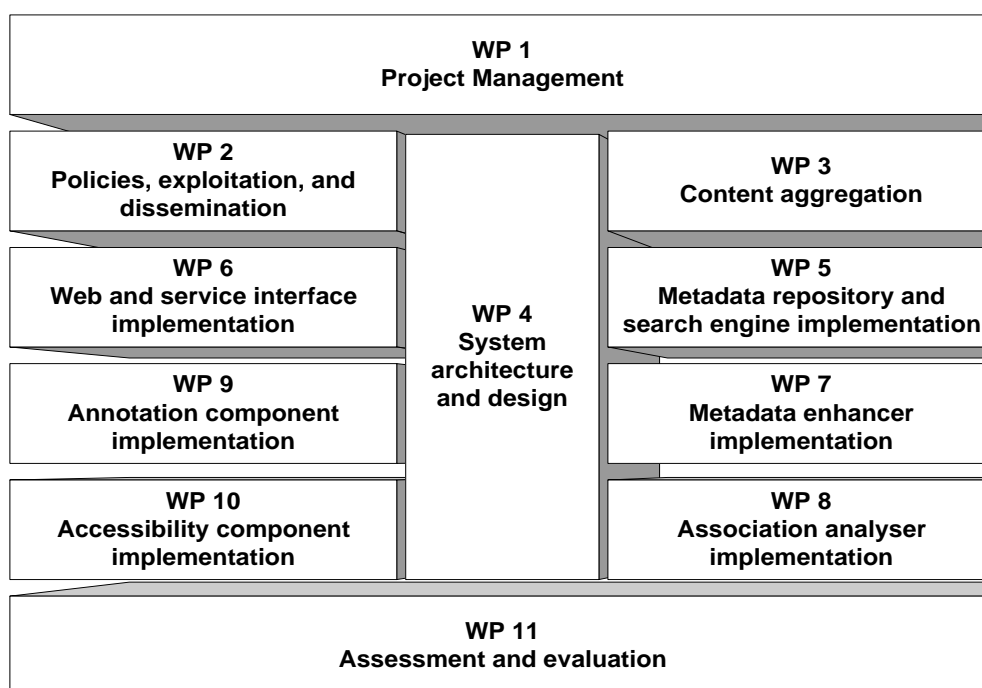 WP 1
Project Management
WP 2
Policies, exploitation, and
dissemination
WP 3
Content aggregation
WP 6
Web and service interface
implementation
WP 4
System
architecture
and design
WP 5
Metadata repository and
search engine implementation
WP 9
Annotation component
implementation
WP 7
Metadata enhancer
implementation
WP 10
Accessibility component
implementation
WP 8
Association analyser
implementation
WP 11
Assessment and evaluation